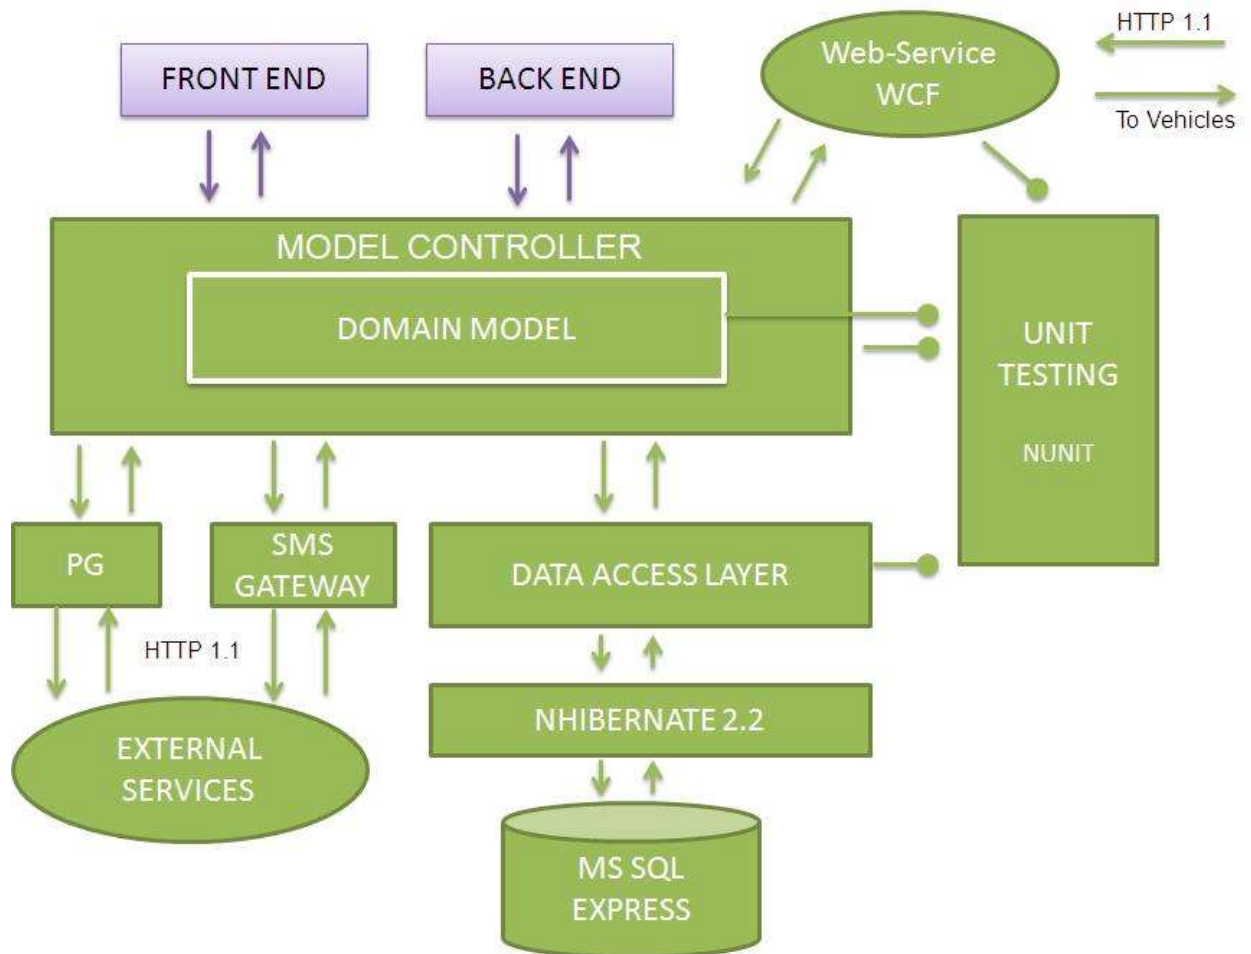 HTTP 1.1
FRONT END
BACK END
Web-Service
WCF
To Vehicles
MODEL CONTROLLER
DOMAIN MODEL
UNIT
TESTING
NUNIT
PG
SMS
GATEWAY
DATA ACCESS LAYER
HTTP 1.1
NHIBERNATE 2.2
EXTERNAL
SERVICES
MS SQL
EXPRESS